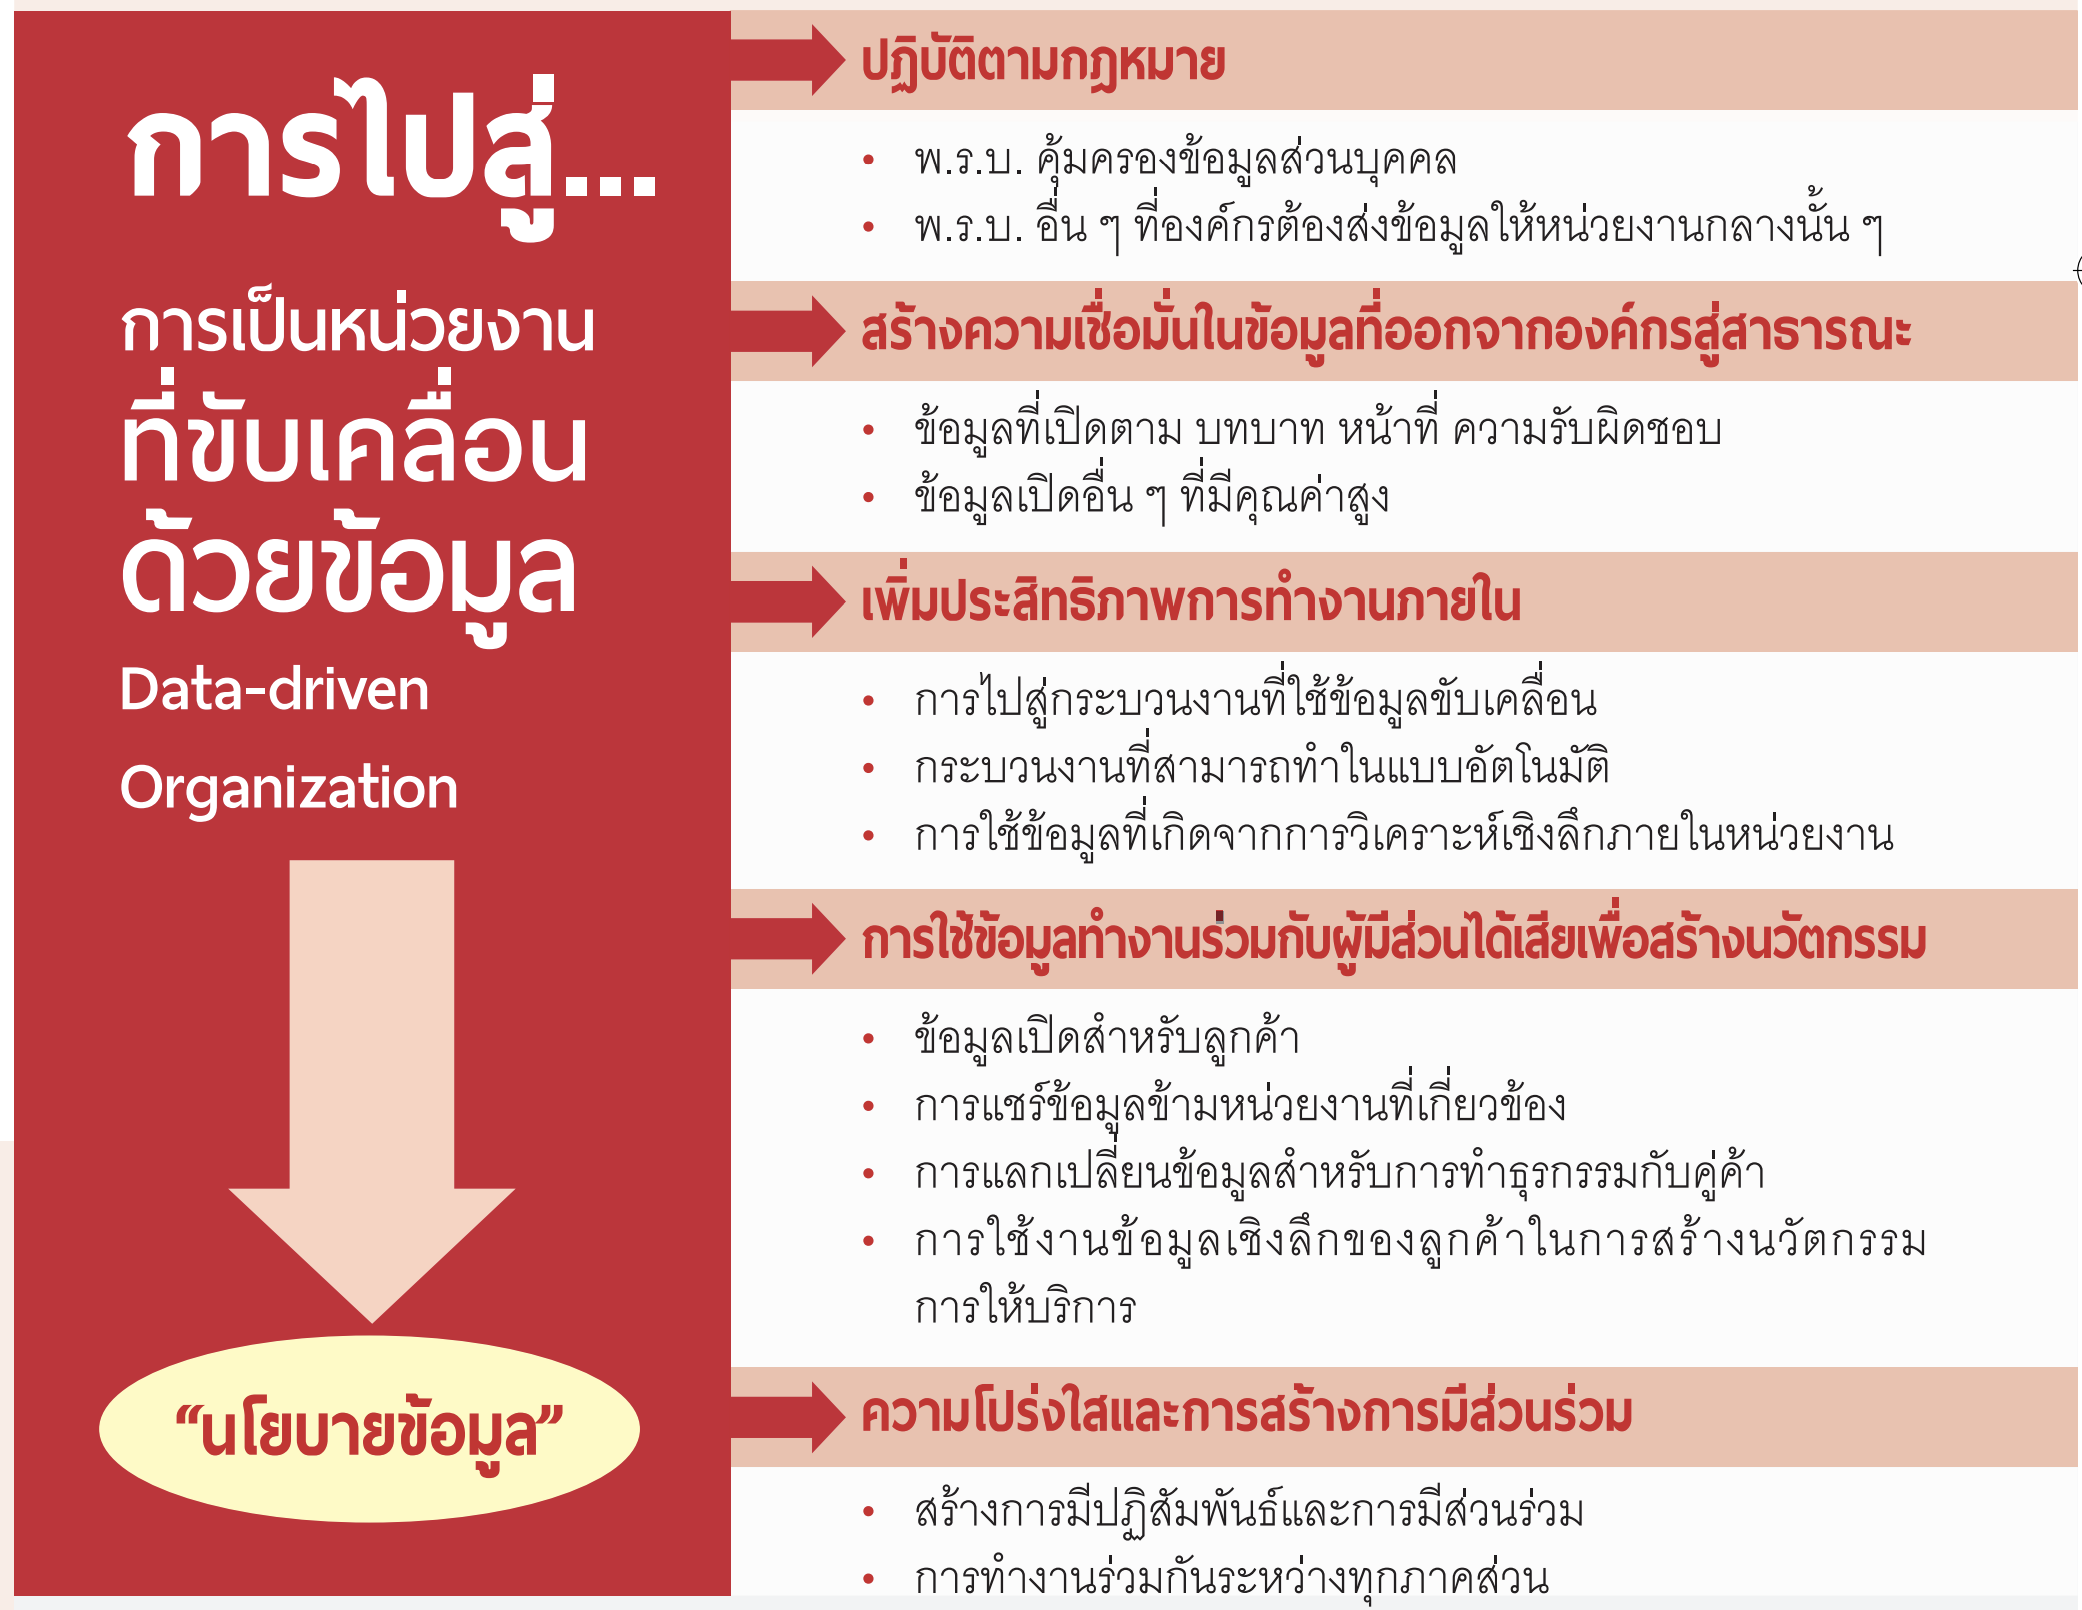 การไปสู่...
การเป็นหน่วยงาน
ที่ขับเคลื่อน
ด้วยข้อมูล
Data-driven
Organization
“นโยบายข้อมูล”
ปฏิบัติตามกฎหมาย
• พ.ร.บ. คุ้มครองข้อมูลส่วนบุคคล
• พ.ร.บ. อื่น ๆ ที่องค์กรต้องส่งข้อมูลให้หน่วยงานกลางนั้น ๆ
สร้างความเชื่อมั่นในข้อมูลที่ออกจากองค์กรสู่สาธารณะ
• ข้อมูลที่เปิดตาม บทบาท หน้าที่ ความรับผิดชอบ
• ข้อมูลเปิดอื่น ๆ ที่มีคุณค่าสูง
เพิ่มประสิทธิภาพการทำงานภายใน
• การไปสู่กระบวนงานที่ใช้ข้อมูลขับเคลื่อน
• กระบวนงานที่สามารถทำในแบบอัตโนมัติ
• การใช้ข้อมูลที่เกิดจากการวิเคราะห์เชิงลึกภายในหน่วยงาน
การใช้ข้อมูลทำงานร่วมกับผู้มีส่วนได้เสียเพื่อสร้างนวัตกรรม
• ข้อมูลเปิดสำหรับลูกค้า
• การแชร์ข้อมูลข้ามหน่วยงานที่เกี่ยวข้อง
• การแลกเปลี่ยนข้อมูลสำหรับการทำธุรกรรมกับคู่ค้า
• การใช้งานข้อมูลเชิงลึกของลูกค้าในการสร้างนวัตกรรม
การให้บริการ
ความโปร่งใสและการสร้างการมีส่วนร่วม
• สร้างการมีปฏิสัมพันธ์และการมีส่วนร่วม
• การทำงานร่วมกันระหว่างทุกภาคส่วน